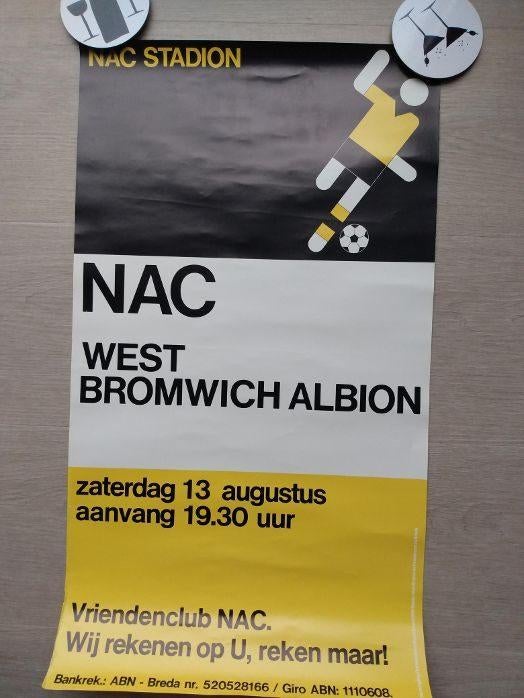 NAC STADION
NAC
WEST
BROMWICH ALBION
zaterdag 13 augustus
aanvang 19.30 uur
Vriendenclub NAC.
Wij rekenen op U, reken maar!
Bankrek.: ABN - Breda nr. 520528166 / Giro ABN: 1110608.